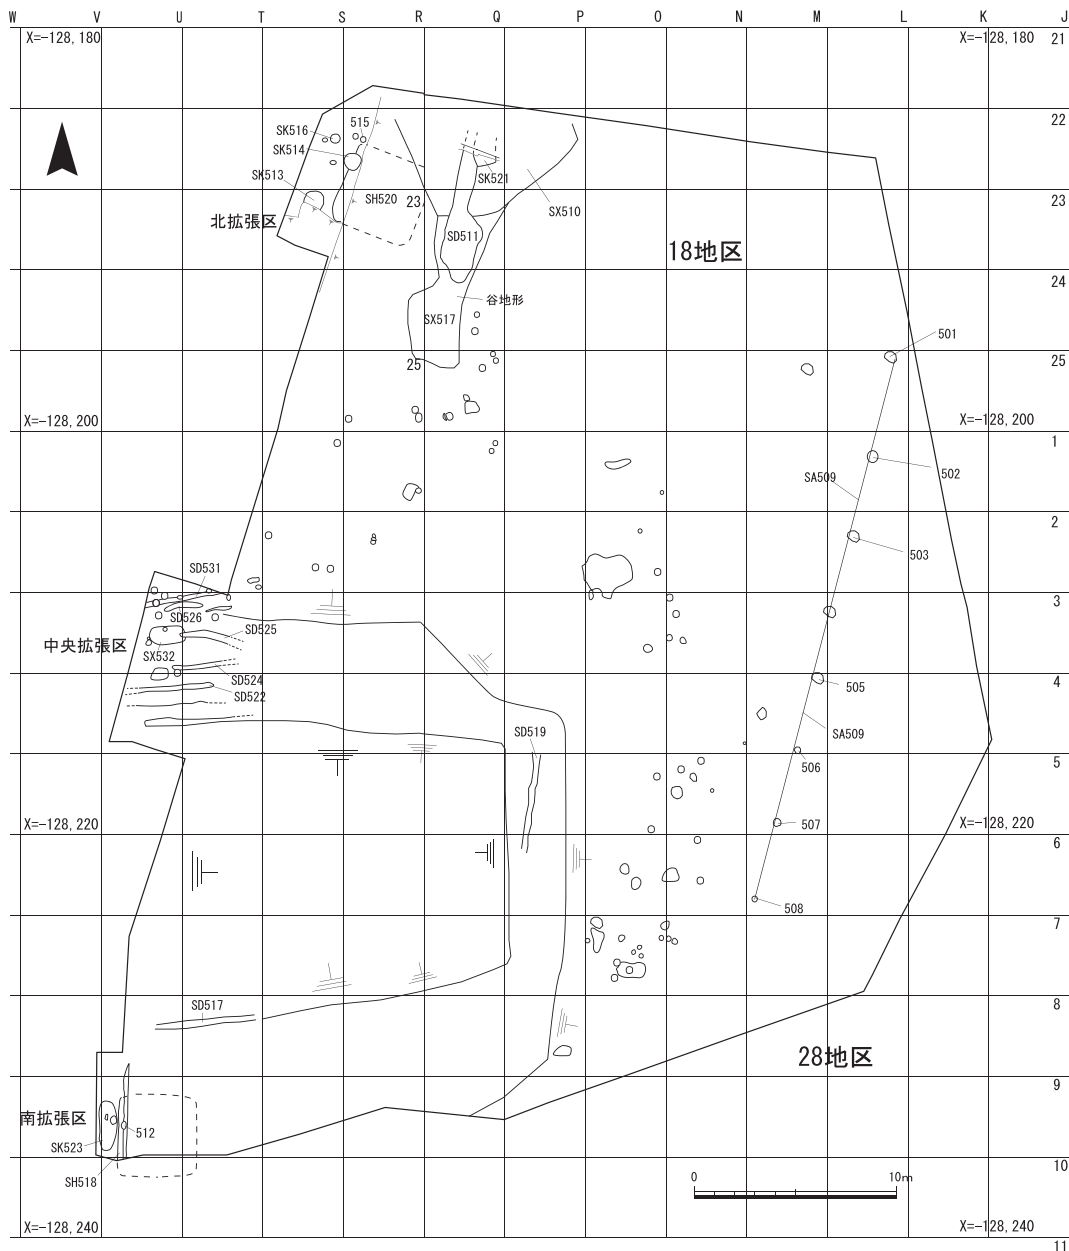 W V U T S R Q P O N M L K J
X=-128,180 X=-128,180 21
22
SK516 515
SK514
SK513 SK521
SH520 23 23
SX510
北拡張区 SD511 18地区
24
谷地形
SX517
501
25 25
X=-128,200 X=-128,200
1
502
SA509
2
503
SD531
3
SD526
SD525
中央拡張区
SX532
SD524 505 4
SD522
SD519 SA509
506 5
X=-128,220 507 X=-128,220
6
508
7
SD517 8
28地区
9
南拡張区
512
SK523
10
SH518 0 10m
X=-128,240 X=-128,240
11